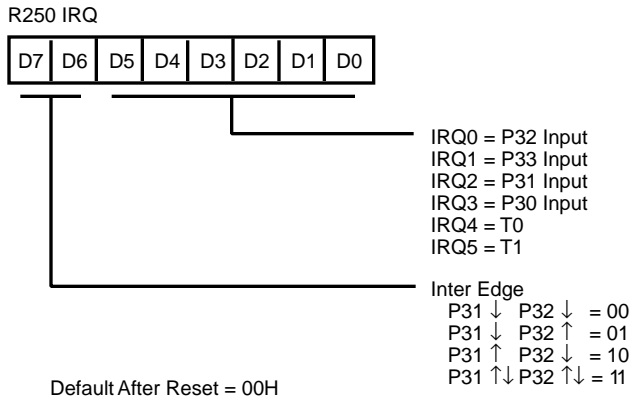 R250 IRQ
D7 D6 D5 D4 D3 D2 D1 D0
IRQ0 = P32 Input
IRQ1 = P33 Input
IRQ2 = P31 Input
IRQ3 = P30 Input
IRQ4 = T0
IRQ5 = T1
Inter Edge
P31 ↓ P32 ↓ = 00
P31 ↓ P32 ↑ = 01
P31 ↑ P32 ↓ = 10
P31 ↑↓ P32 ↑↓ = 11
Default After Reset = 00H